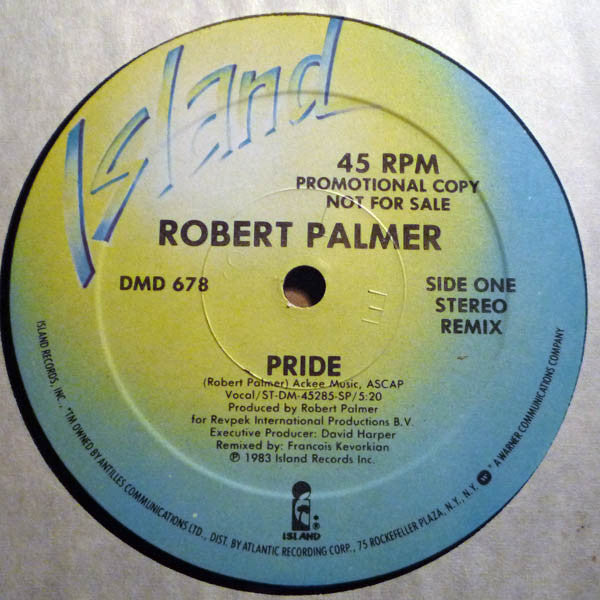 Island
45 RPM
PROMOTIONAL COPY
NOT FOR SALE
ROBERT PALMER
DMD 678
SIDE ONE
STEREO
REMIX
PRIDE
(Robert Palmer) Ackee Music, ASCAP
Vocal/ST-DM-45285-SP/5:20
Produced by Robert Palmer
for Revpek International Productions B.V.
Executive Producer: David Harper
Remixed by: Francois Kevorkian
℗ 1983 Island Records Inc.
ISLAND
ISLAND RECORDS, INC., - "TM OWNED BY ANTILLES COMMUNICATIONS LTD., DIST. BY ATLANTIC RECORDING CORP., 75 ROCKEFELLER PLAZA, N.Y., N.Y. ® A WARNER COMMUNICATIONS COMPANY